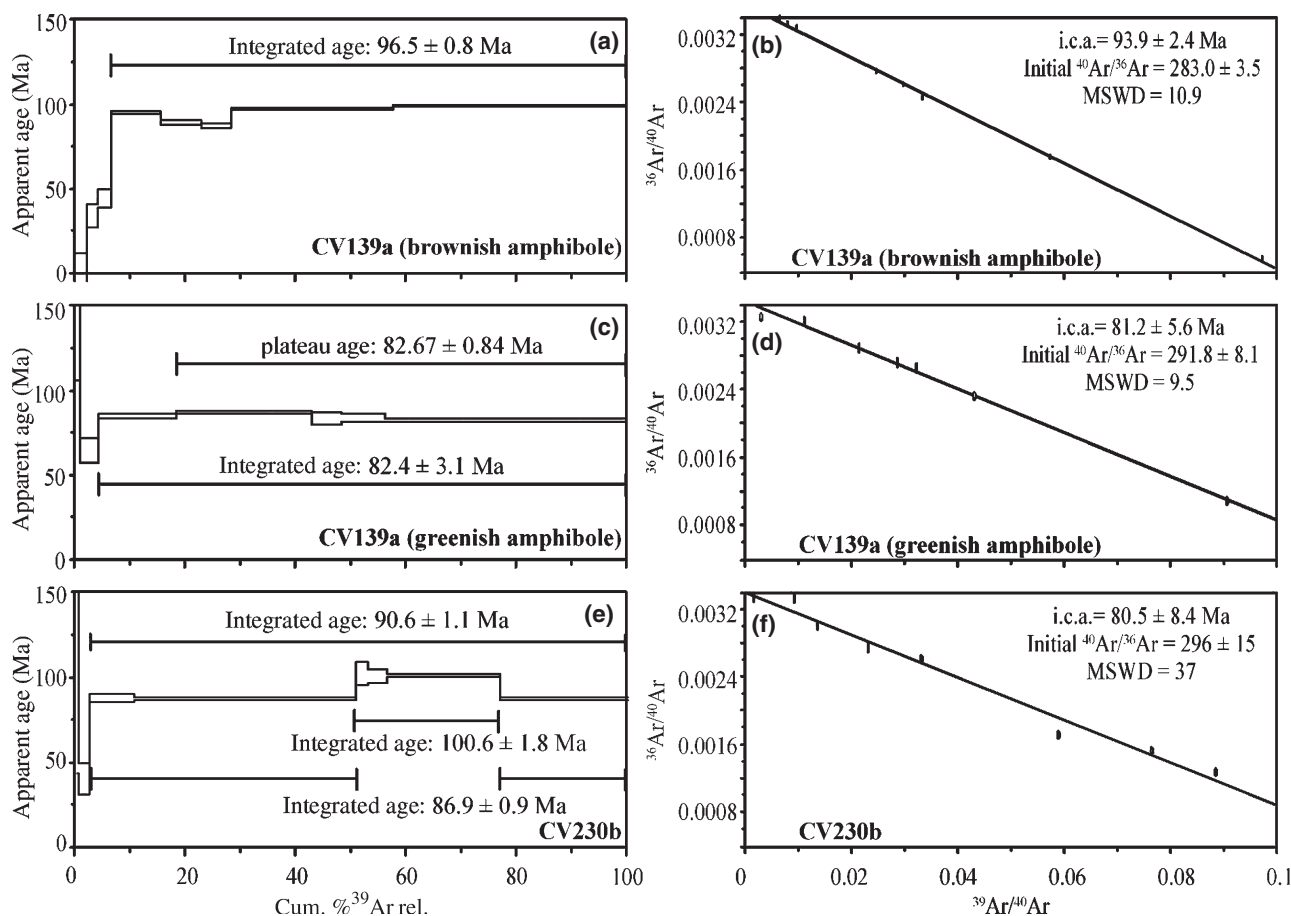 150
100
50
0
Apparent age (Ma)
Integrated age: 96.5 ± 0.8 Ma
(a)
CV139a (brownish amphibole)
0.0032
0.0024
0.0016
0.0008
³⁶Ar/⁴⁰Ar
(b)
i.c.a.= 93.9 ± 2.4 Ma
Initial ⁴⁰Ar/³⁶Ar = 283.0 ± 3.5
MSWD = 10.9
CV139a (brownish amphibole)
150
100
50
0
Apparent age (Ma)
(c)
plateau age: 82.67 ± 0.84 Ma
Integrated age: 82.4 ± 3.1 Ma
CV139a (greenish amphibole)
0.0032
0.0024
0.0016
0.0008
³⁶Ar/⁴⁰Ar
(d)
i.c.a.= 81.2 ± 5.6 Ma
Initial ⁴⁰Ar/³⁶Ar = 291.8 ± 8.1
MSWD = 9.5
CV139a (greenish amphibole)
150
100
50
0
Apparent age (Ma)
Integrated age: 90.6 ± 1.1 Ma
(e)
Integrated age: 100.6 ± 1.8 Ma
Integrated age: 86.9 ± 0.9 Ma
CV230b
0 20 40 60 80 100
Cum. %³⁹Ar rel.
0.0032
0.0024
0.0016
0.0008
³⁶Ar/⁴⁰Ar
(f)
i.c.a.= 80.5 ± 8.4 Ma
Initial ⁴⁰Ar/³⁶Ar = 296 ± 15
MSWD = 37
CV230b
0 0.02 0.04 0.06 0.08 0.1
³⁹Ar/⁴⁰Ar